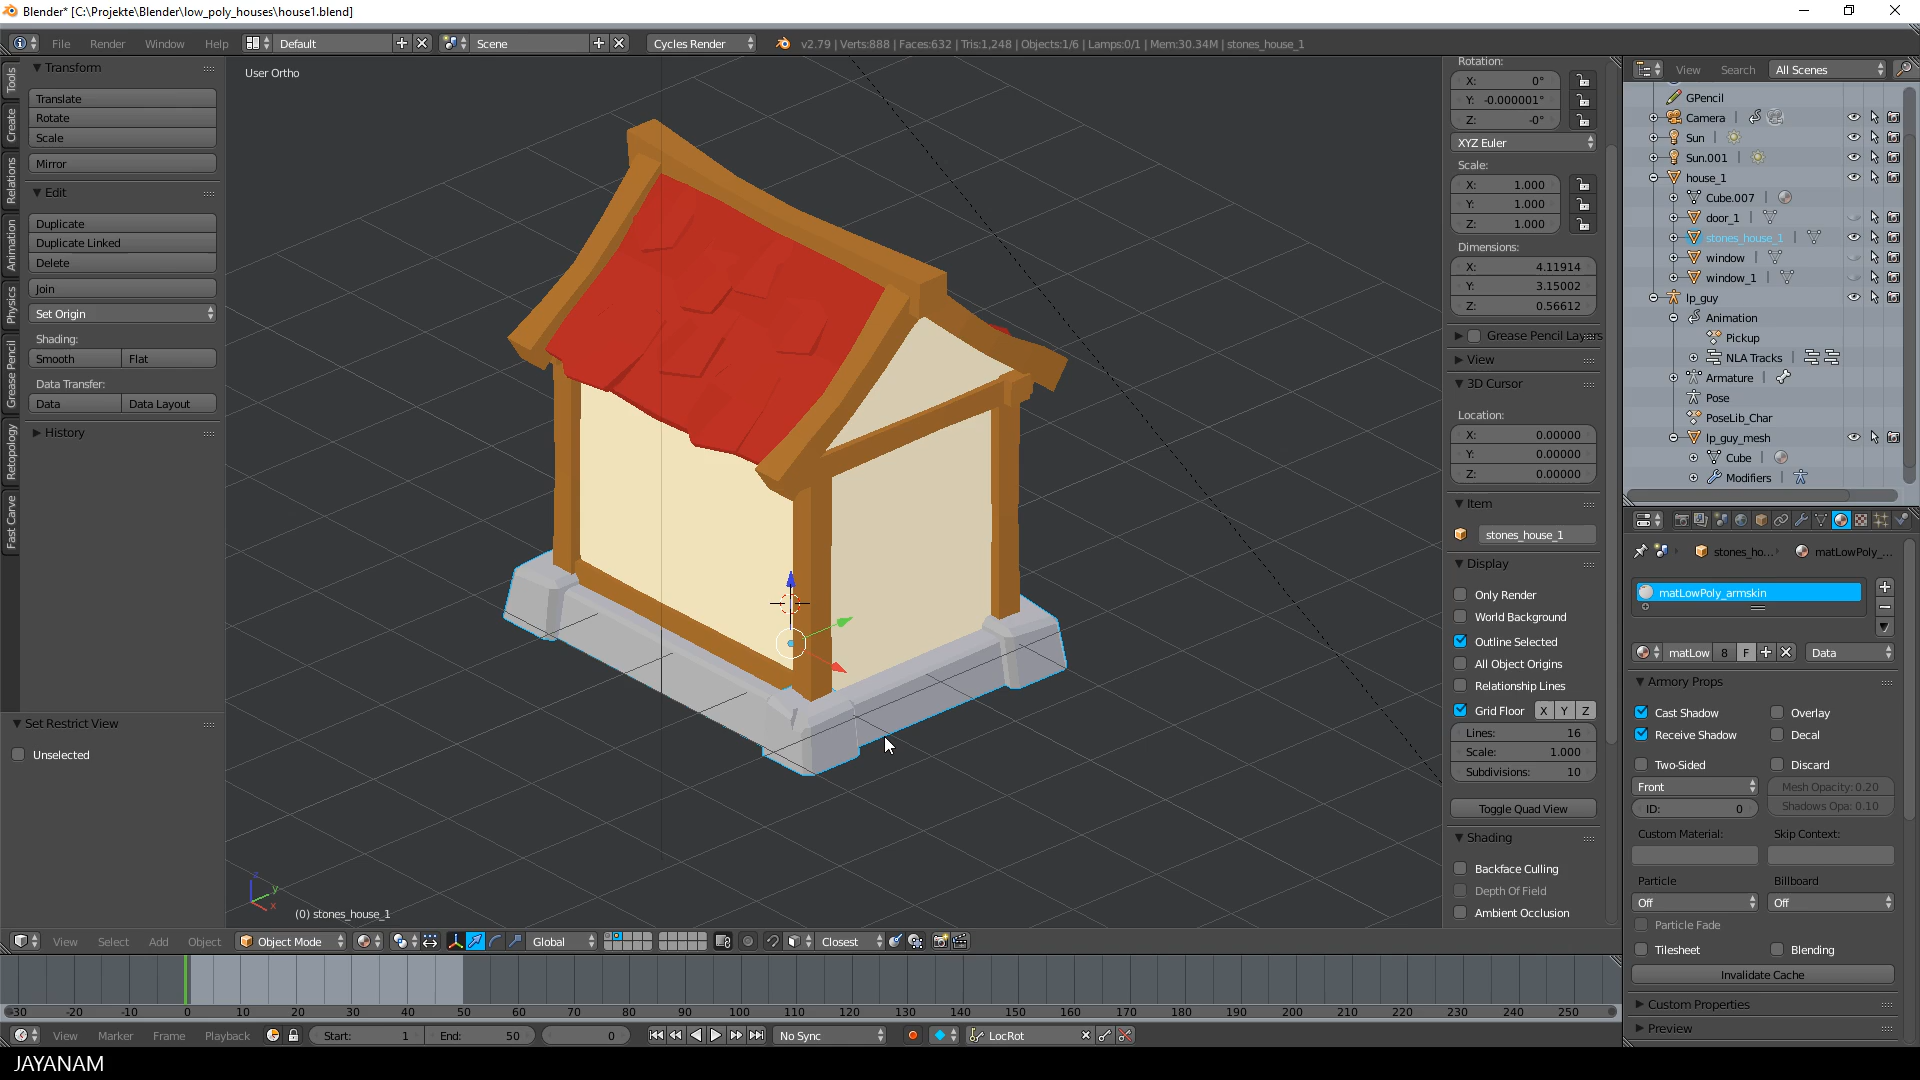 Blender* [C:\Projekte\Blender\low_poly_houses\house1.blend]
File Render Window Help Default Scene Cycles Render v2.79 | Verts:888 | Faces:632 | Tris:1,248 | Objects:1/6 | Lamps:0/1 | Mem:30.34M | stones_house_1
Tools
Create
Relations
Animation
Physics
Grease Pencil
Retopology
Fast Carve
Transform
Translate
Rotate
Scale
Mirror
Edit
Duplicate
Duplicate Linked
Delete
Join
Set Origin
Shading:
Smooth Flat
Data Transfer:
Data Data Layout
History
Set Restrict View
Unselected
User Ortho
(0) stones_house_1
Rotation:
X: 0°
Y: -0.000001°
Z: -0°
XYZ Euler
Scale:
X: 1.000
Y: 1.000
Z: 1.000
Dimensions:
X: 4.11914
Y: 3.15002
Z: 0.56612
Grease Pencil Layers
View
3D Cursor
Location:
X: 0.00000
Y: 0.00000
Z: 0.00000
Item
stones_house_1
Display
Only Render
World Background
Outline Selected
All Object Origins
Relationship Lines
Grid Floor X Y Z
Lines: 16
Scale: 1.000
Subdivisions: 10
Toggle Quad View
Shading
Backface Culling
Depth Of Field
Ambient Occlusion
View Search All Scenes
GPencil
Camera
Sun
Sun.001
house_1
Cube.007
door_1
stones_house_1
window
window_1
lp_guy
Animation
Pickup
NLA Tracks
Armature
Pose
PoseLib_Char
lp_guy_mesh
Cube
Modifiers
stones_ho... matLowPoly_...
matLowPoly_armskin
matLow 8 F Data
Armory Props
Cast Shadow Overlay
Receive Shadow Decal
Two-Sided Discard
Front Mesh Opacity: 0.20
ID: 0 Shadows Opa: 0.10
Custom Material: Skip Context:
Particle Billboard
Off Off
Particle Fade
Tilesheet Blending
Invalidate Cache
Custom Properties
Preview
View Select Add Object Object Mode Global Closest
-30 -20 -10 0 10 20 30 40 50 60 70 80 90 100 110 120 130 140 150 160 170 180 190 200 210 220 230 240 250
View Marker Frame Playback Start: 1 End: 50 0 No Sync LocRot
JAYANAM
x y z